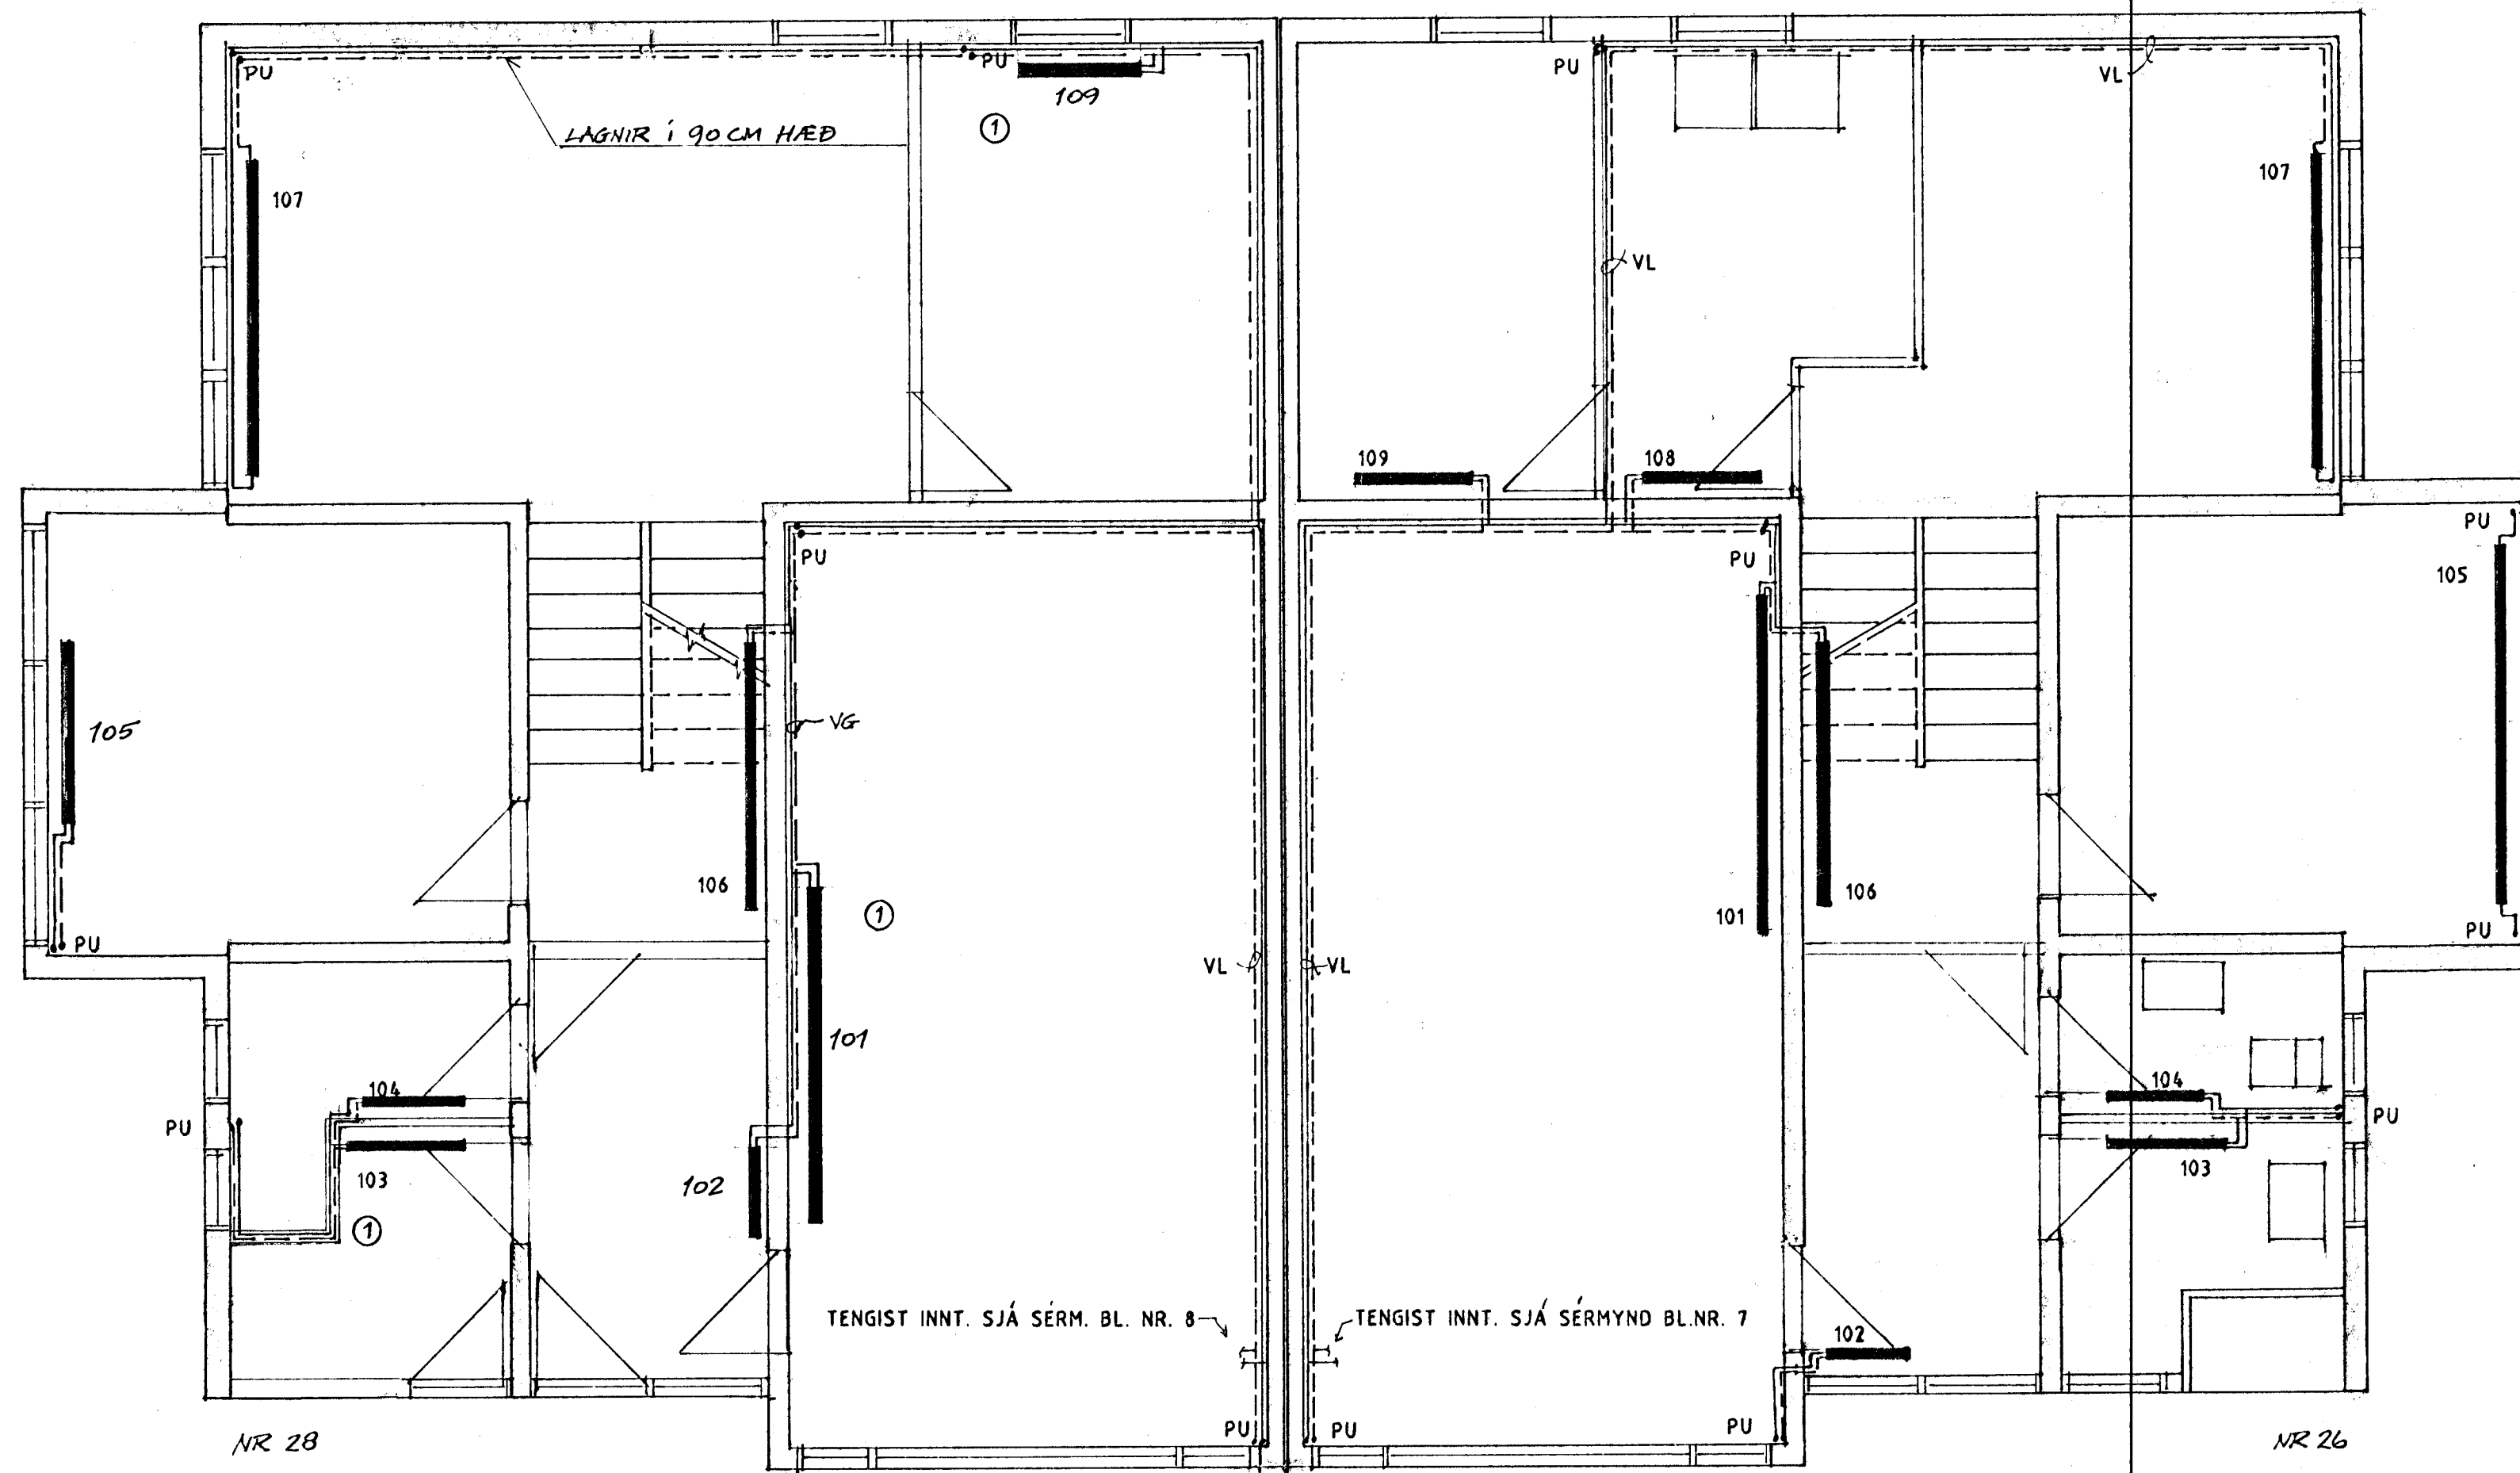 PU
PU
PU
VL
109
LAGNIR Í 90 CM HÆÐ
①
107
107
VL
109
108
PU
PU
PU
105
105
VG
106
106
①
101
PU
PU
VL
VL
101
104
104
PU
PU
103
103
102
①
TENGIST INNT. SJÁ SÉRM. BL. NR. 8
TENGIST INNT. SJÁ SÉRMYND BL.NR. 7
102
PU
PU
PU
NR 28
NR 26